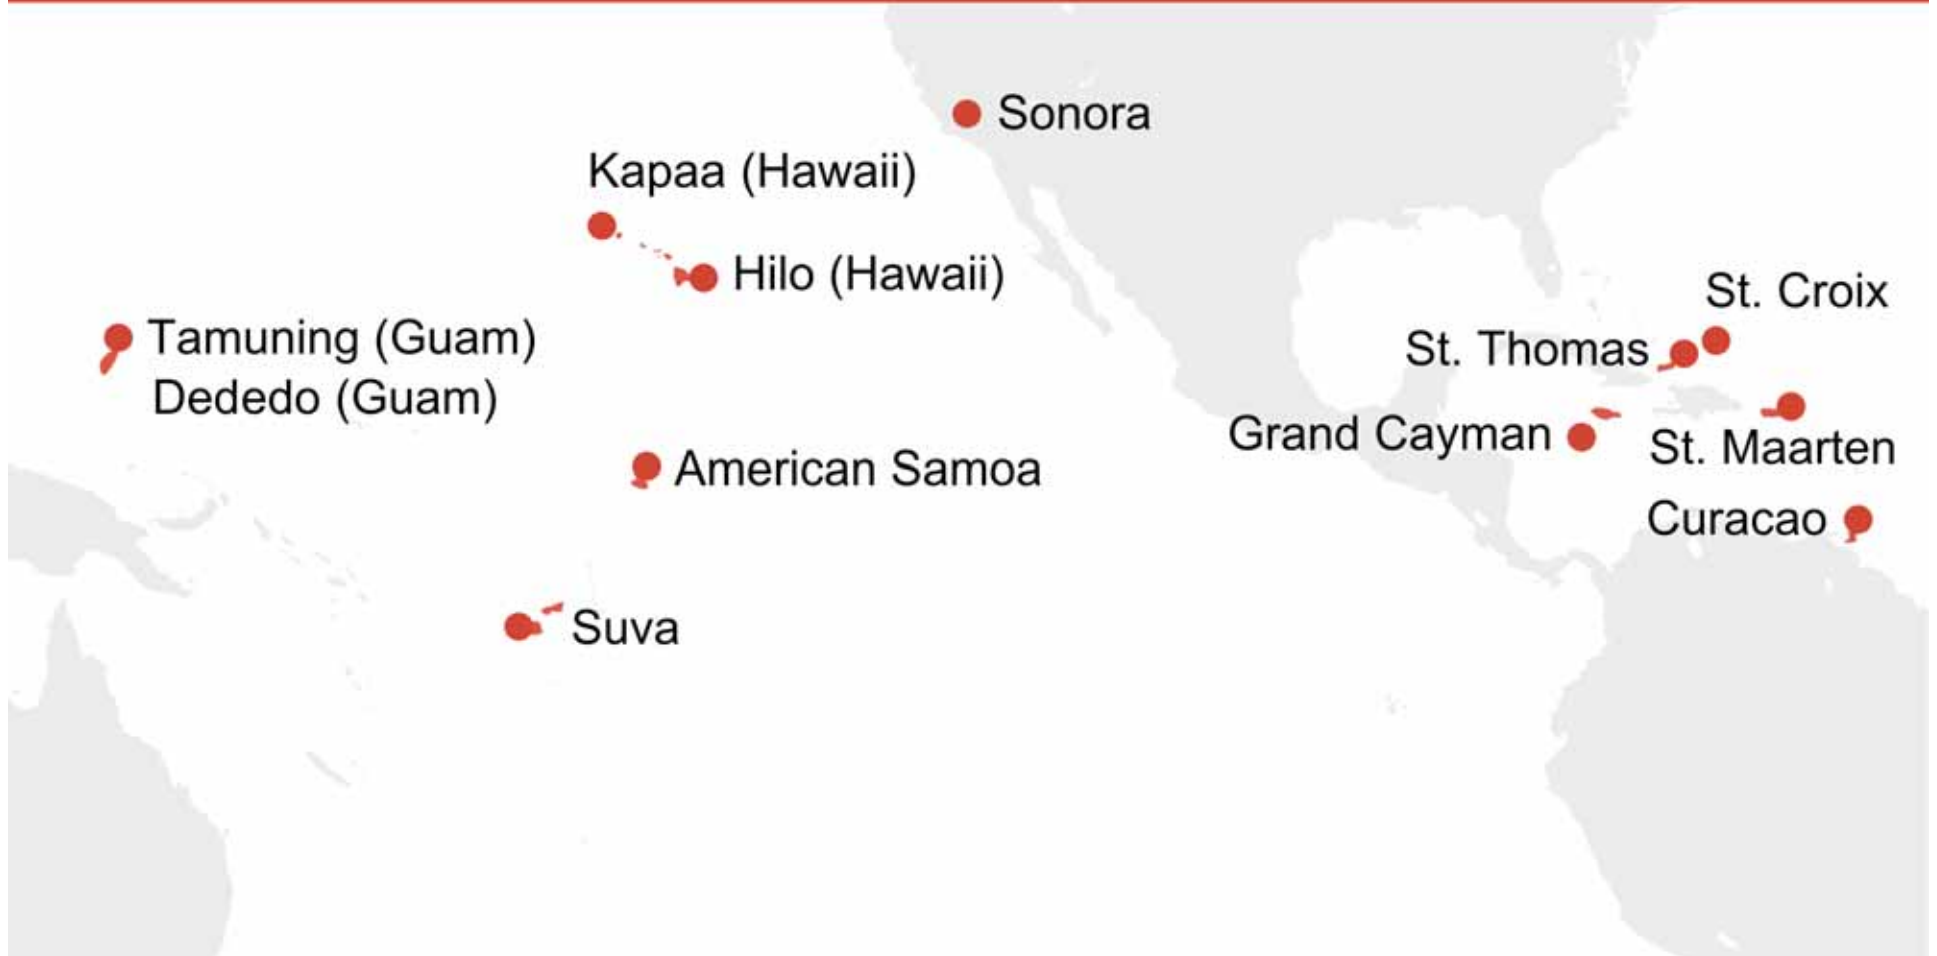 Sonora
Kapaa (Hawaii)
Hilo (Hawaii)
St. Croix
Tamuning (Guam)
St. Thomas
Dededo (Guam)
Grand Cayman
St. Maarten
American Samoa
Curacao
Suva